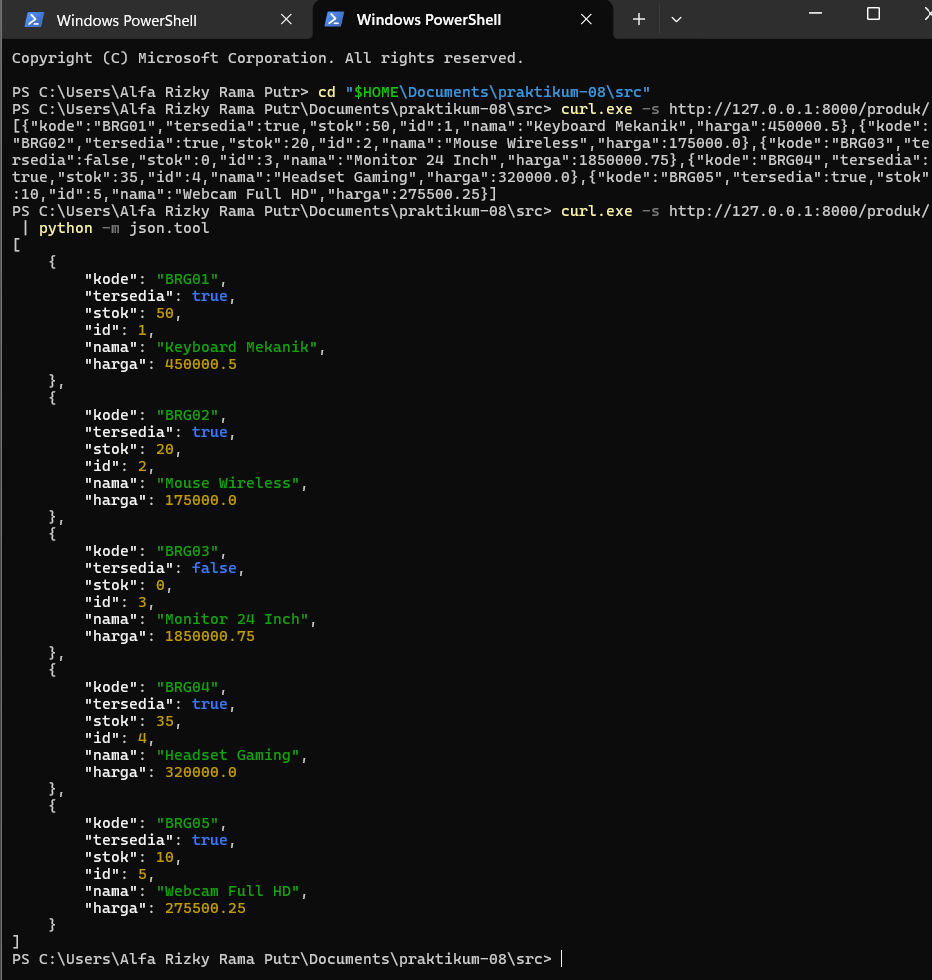 Windows PowerShell
Windows PowerShell
Copyright (C) Microsoft Corporation. All rights reserved.
PS C:\Users\Alfa Rizky Rama Putr> cd "$HOME\Documents\praktikum-08\src"
PS C:\Users\Alfa Rizky Rama Putr\Documents\praktikum-08\src> curl.exe -s http://127.0.0.1:8000/produk/
[{"kode":"BRG01","tersedia":true,"stok":50,"id":1,"nama":"Keyboard Mekanik","harga":450000.5},{"kode":
"BRG02","tersedia":true,"stok":20,"id":2,"nama":"Mouse Wireless","harga":175000.0},{"kode":"BRG03","te
rsedia":false,"stok":0,"id":3,"nama":"Monitor 24 Inch","harga":1850000.75},{"kode":"BRG04","tersedia":
true,"stok":35,"id":4,"nama":"Headset Gaming","harga":320000.0},{"kode":"BRG05","tersedia":true,"stok"
:10,"id":5,"nama":"Webcam Full HD","harga":275500.25}]
PS C:\Users\Alfa Rizky Rama Putr\Documents\praktikum-08\src> curl.exe -s http://127.0.0.1:8000/produk/
 | python -m json.tool
[
    {
        "kode": "BRG01",
        "tersedia": true,
        "stok": 50,
        "id": 1,
        "nama": "Keyboard Mekanik",
        "harga": 450000.5
    },
    {
        "kode": "BRG02",
        "tersedia": true,
        "stok": 20,
        "id": 2,
        "nama": "Mouse Wireless",
        "harga": 175000.0
    },
    {
        "kode": "BRG03",
        "tersedia": false,
        "stok": 0,
        "id": 3,
        "nama": "Monitor 24 Inch",
        "harga": 1850000.75
    },
    {
        "kode": "BRG04",
        "tersedia": true,
        "stok": 35,
        "id": 4,
        "nama": "Headset Gaming",
        "harga": 320000.0
    },
    {
        "kode": "BRG05",
        "tersedia": true,
        "stok": 10,
        "id": 5,
        "nama": "Webcam Full HD",
        "harga": 275500.25
    }
]
PS C:\Users\Alfa Rizky Rama Putr\Documents\praktikum-08\src>